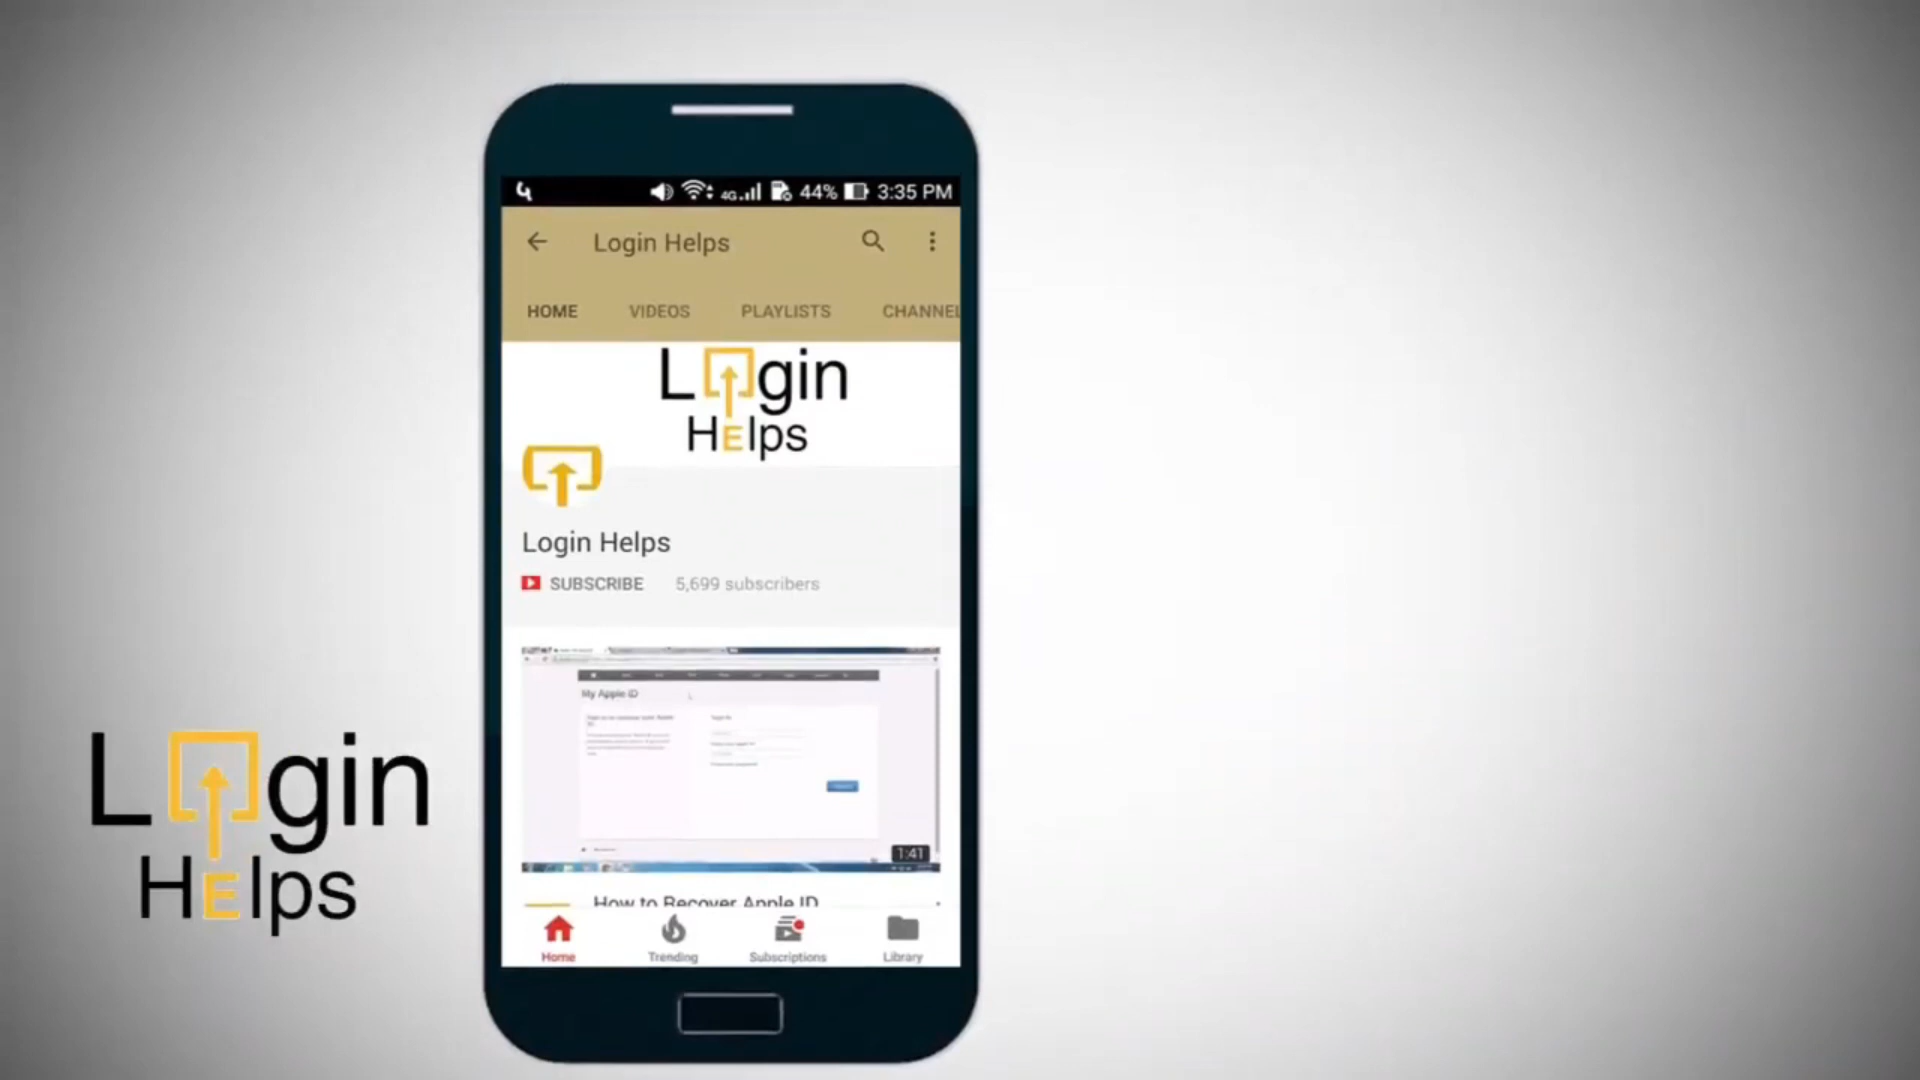 4G 44% 3:35 PM
Login Helps
HOME VIDEOS PLAYLISTS CHANNEL
Login
Helps
Login Helps
SUBSCRIBE 5,699 subscribers
My Apple ID
1:41
How to Recover Apple ID
Home Trending Subscriptions Library
Login
Helps